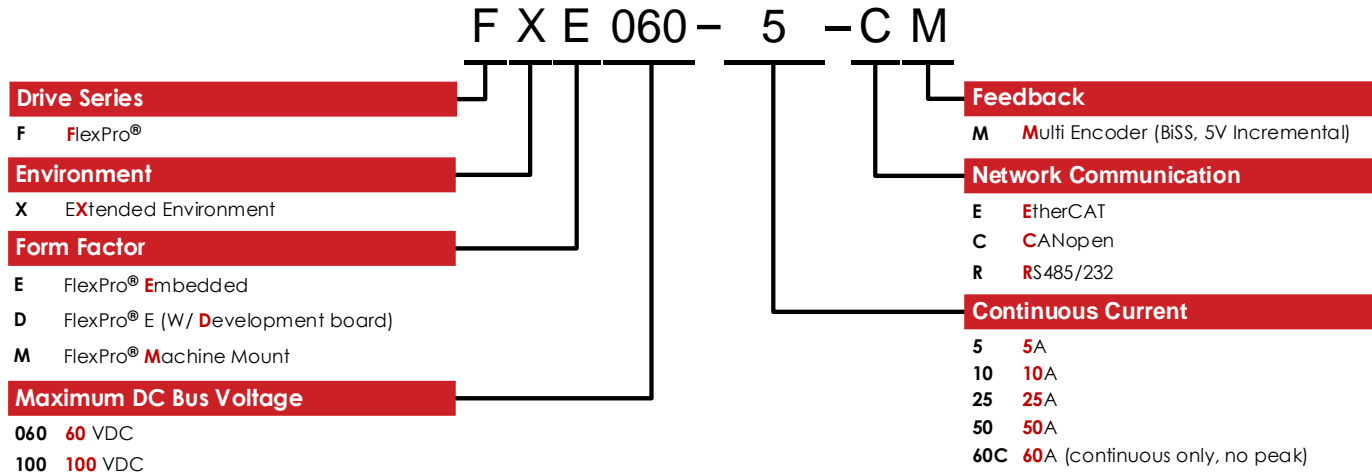 F X E 060 – 5 – C M
Drive Series
F FlexPro®
Environment
X EXtended Environment
Form Factor
E FlexPro® Embedded
D FlexPro® E (W/ Development board)
M FlexPro® Machine Mount
Maximum DC Bus Voltage
060 60 VDC
100 100 VDC
Feedback
M Multi Encoder (BiSS, 5V Incremental)
Network Communication
E EtherCAT
C CANopen
R RS485/232
Continuous Current
5 5A
10 10A
25 25A
50 50A
60C 60A (continuous only, no peak)